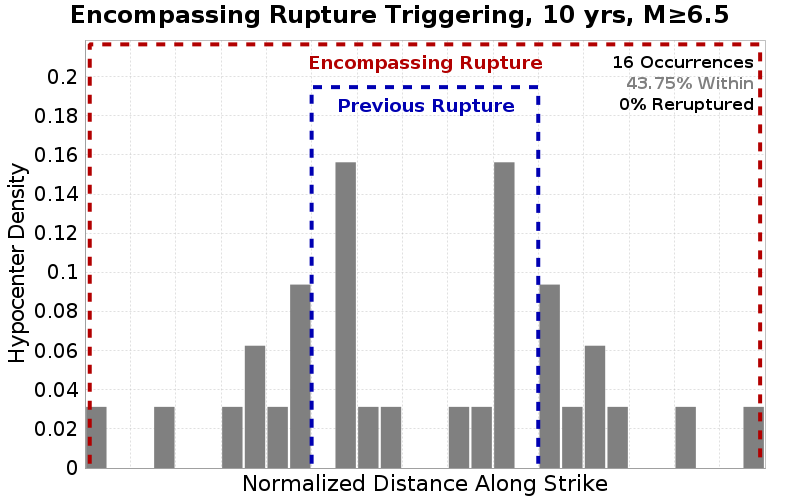 Encompassing Rupture Triggering, 10 yrs, M≥6.5
Encompassing Rupture
16 Occurrences
43.75% Within
0% Reruptured
Previous Rupture
Hypocenter Density
0.2
0.18
0.16
0.14
0.12
0.1
0.08
0.06
0.04
0.02
0
Normalized Distance Along Strike